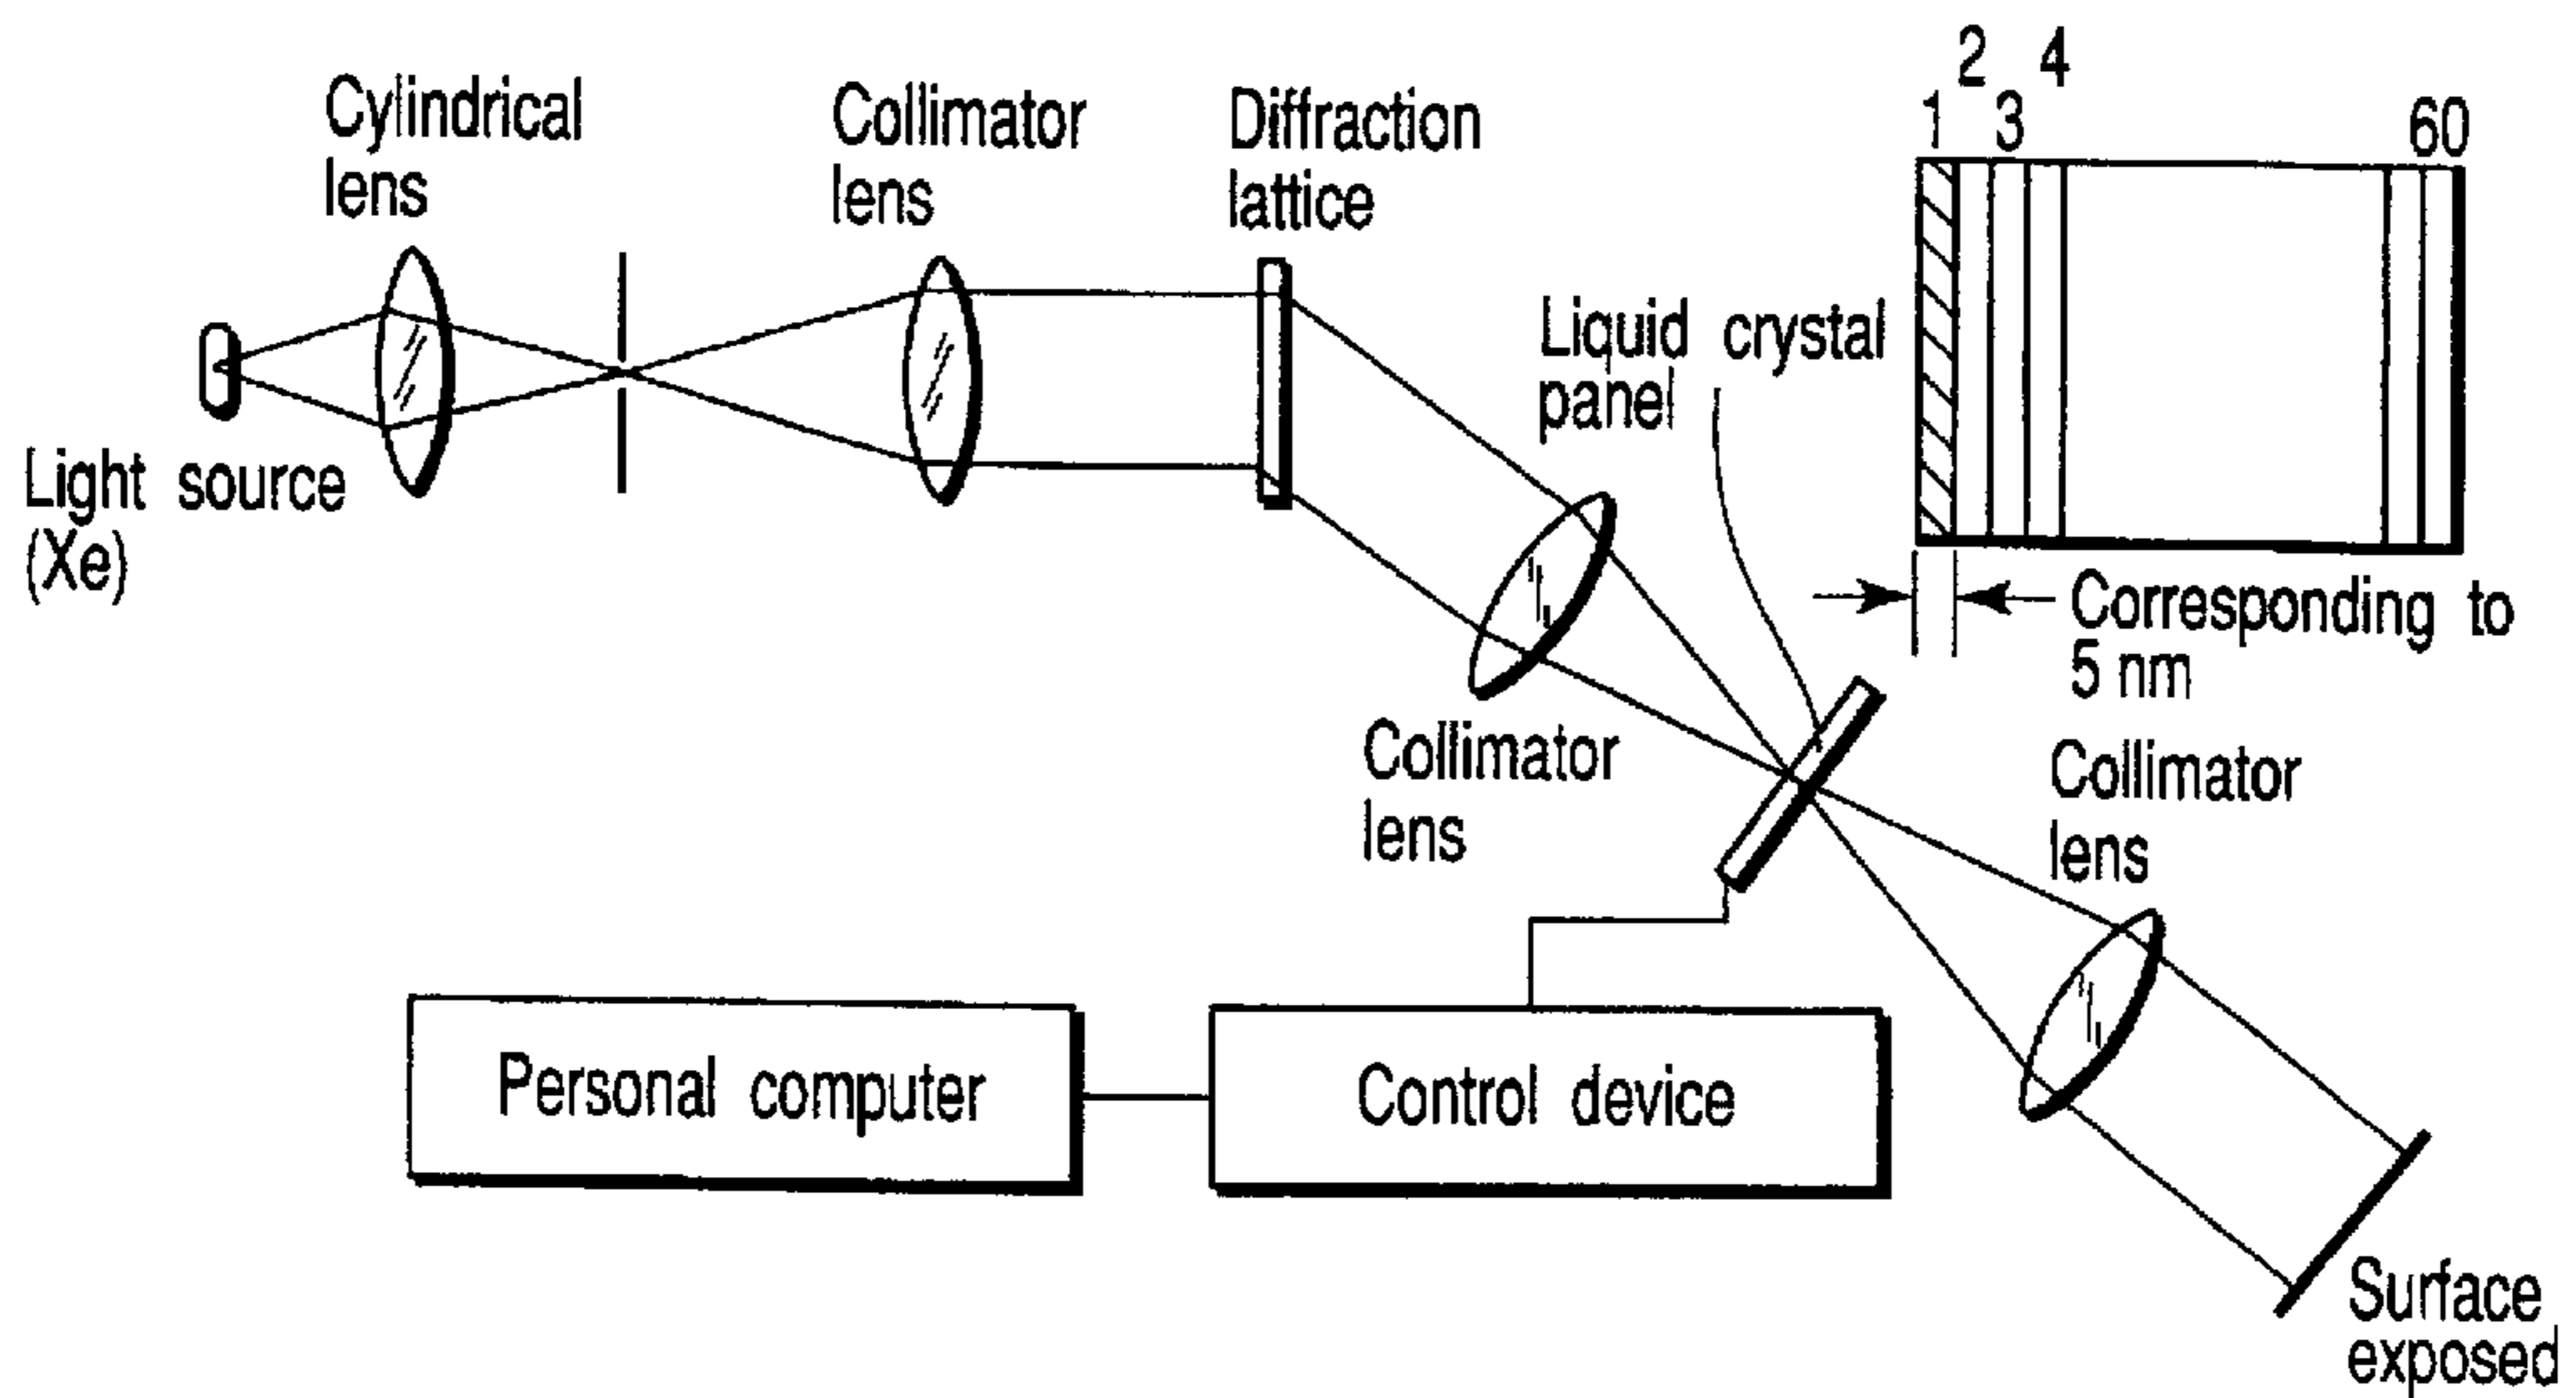 Cylindrical
lens
Collimator
lens
Diffraction
lattice
2 4
1 3 60
Liquid crystal
panel
Light source
(Xe)
Corresponding to
5 nm
Collimator
lens
Collimator
lens
Personal computer
Control device
Surface
exposed